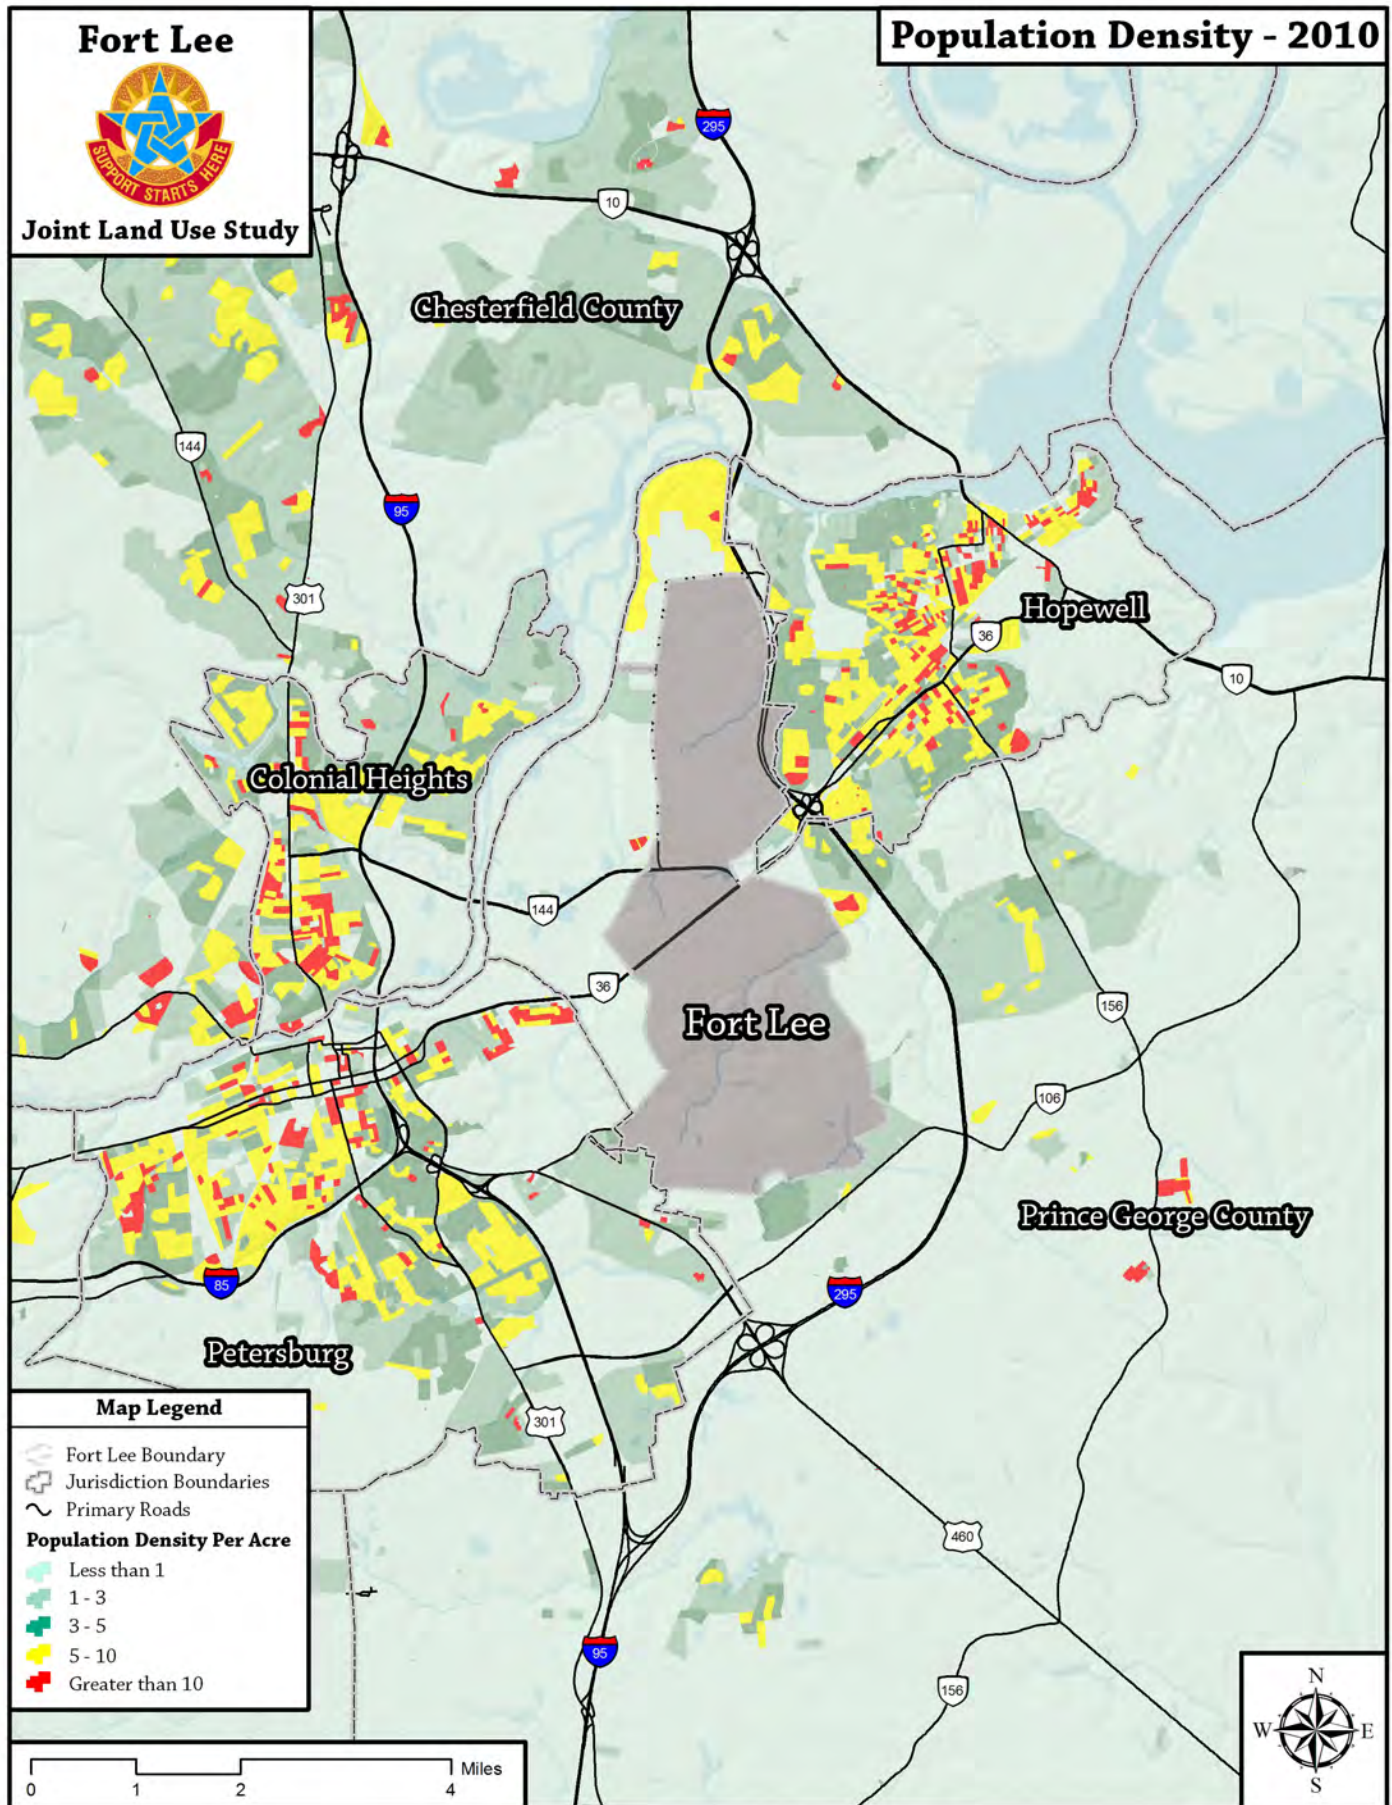 Fort Lee
SUPPORT STARTS HERE
Joint Land Use Study
Population Density - 2010
295
10
Chesterfield County
144
95
301
Hopewell
36
10
Colonial Heights
144
36
156
Fort Lee
106
Prince George County
85
295
Petersburg
301
460
95
156
Map Legend
Fort Lee Boundary
Jurisdiction Boundaries
Primary Roads
Population Density Per Acre
Less than 1
1 - 3
3 - 5
5 - 10
Greater than 10
0 1 2 4 Miles
N
W E
S